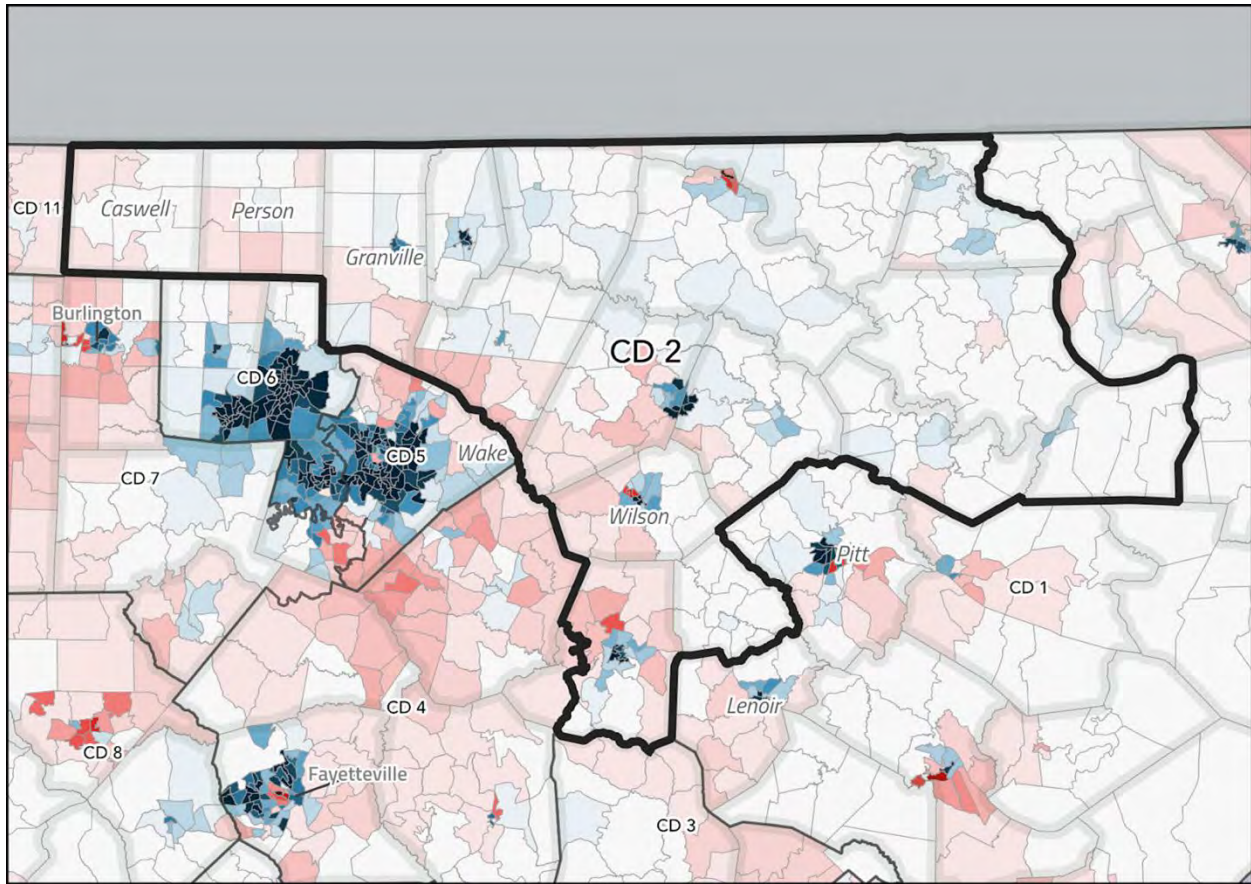 CD 11
Caswell
Person
Granville
Burlington
CD 2
CD 6
CD 5
Wake
CD 7
Wilson
Pitt
CD 1
Lenoir
CD 4
CD 8
Fayetteville
CD 3